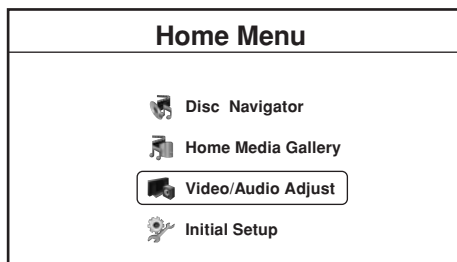 Home Menu
Disc Navigator
Home Media Gallery
Video/Audio Adjust
Initial Setup